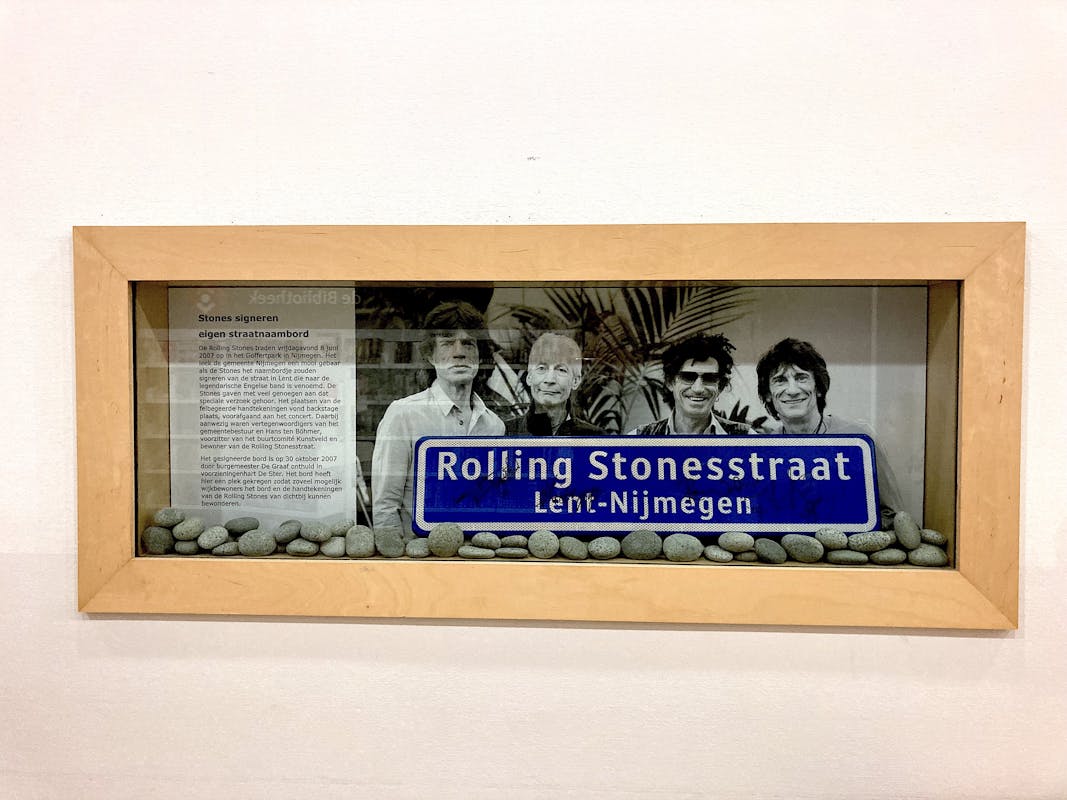 de Bibliotheek
Stones signeren
eigen straatnaambord
De Rolling Stones traden vrijdagavond 8 juni
2007 op in het Goffertpark in Nijmegen. Het
leek de gemeente Nijmegen een mooi gebaar
als de Stones het naambordje zouden
signeren van de straat in Lent die naar de
legendarische Engelse band is venoemd. De
Stones gaven met veel genoegen aan dat
speciale verzoek gehoor. Het plaatsen van de
felbegeerde handtekeningen vond backstage
plaats, voorafgaand aan het concert. Daarbij
aanwezig waren vertegenwoordigers van het
gemeentebestuur en Hans ten Böhmer,
voorzitter van het buurtcomité Kunstveld en
bewoner van de Rolling Stonesstraat.
Het gesigneerde bord is op 30 oktober 2007
door burgemeester De Graaf onthuld in
voorzieningenhart De Ster. Het bord heeft
hier een plek gekregen zodat zoveel mogelijk
wijkbewoners het bord en de handtekeningen
van de Rolling Stones van dichtbij kunnen
bewonderen.
Rolling Stonesstraat
Lent-Nijmegen